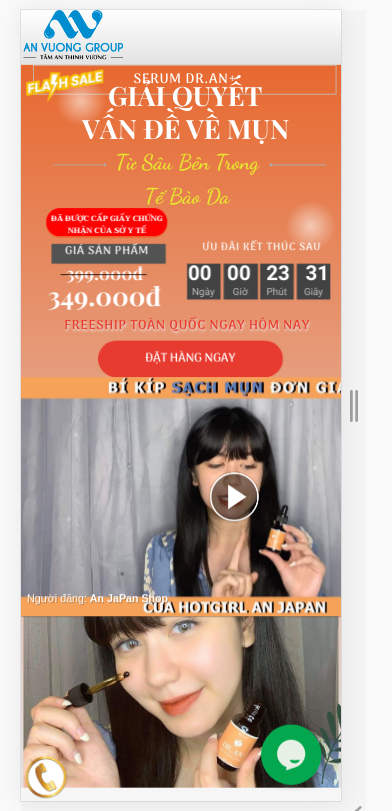 AN VUONG GROUP
TÂM AN THỊNH VƯỢNG
FLASH SALE
SERUM DR.AN+
GIẢI QUYẾT
VẤN ĐỀ VỀ MỤN
Từ Sâu Bên Trong
Tế Bào Da
ĐÃ ĐƯỢC CẤP GIẤY CHỨNG
NHẬN CỦA SỞ Y TẾ
GIÁ SẢN PHẨM
399.000đ
349.000đ
ƯU ĐÃI KẾT THÚC SAU
00 00 23 31
Ngày Giờ Phút Giây
FREESHIP TOÀN QUỐC NGAY HÔM NAY
ĐẶT HÀNG NGAY
BÍ KÍP SẠCH MỤN ĐƠN GIẢ
Người đăng: An JaPan Shop
CỦA HOTGIRL AN JAPAN
DR.AN